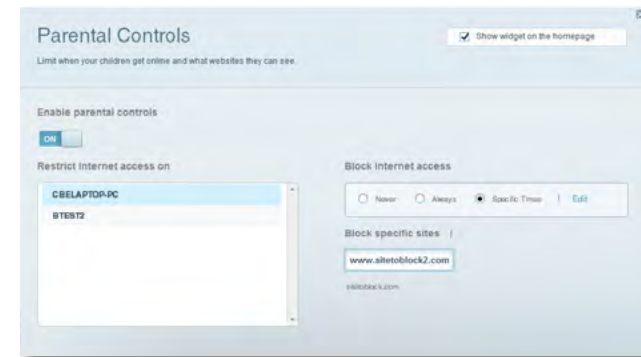 Parental Controls
Show widget on the homepage
Limit when your children get online and what websites they can see.
Enable parental controls
ON
Restrict Internet access on
CBELAPTOP-PC
BTEST2
Block Internet access
Never Always Specific Times | Edit
Block specific sites |
www.sitetoblock2.com
sitetoblock.com